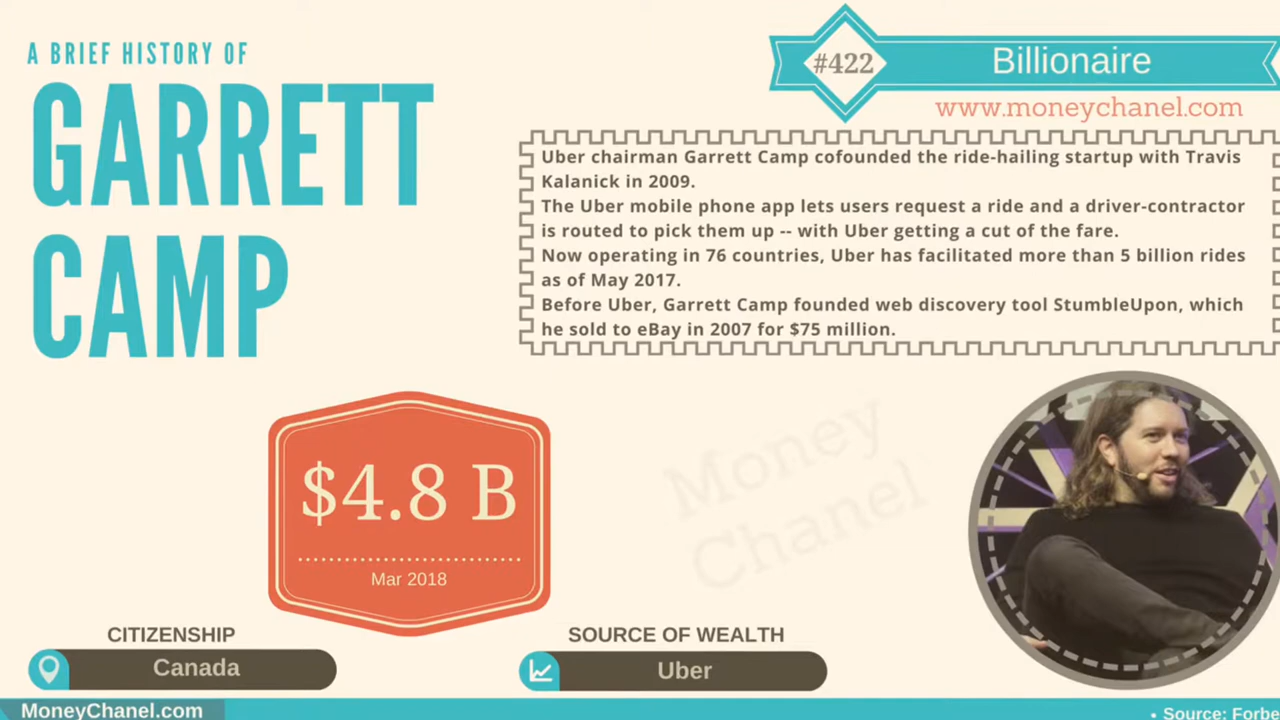 A BRIEF HISTORY OF
GARRETT
CAMP
#422
Billionaire
www.moneychanel.com
Uber chairman Garrett Camp cofounded the ride-hailing startup with Travis
Kalanick in 2009.
The Uber mobile phone app lets users request a ride and a driver-contractor
is routed to pick them up -- with Uber getting a cut of the fare.
Now operating in 76 countries, Uber has facilitated more than 5 billion rides
as of May 2017.
Before Uber, Garrett Camp founded web discovery tool StumbleUpon, which
he sold to eBay in 2007 for $75 million.
Money
Chanel
$4.8 B
Mar 2018
CITIZENSHIP
Canada
SOURCE OF WEALTH
Uber
MoneyChanel.com
• Source: Forbe